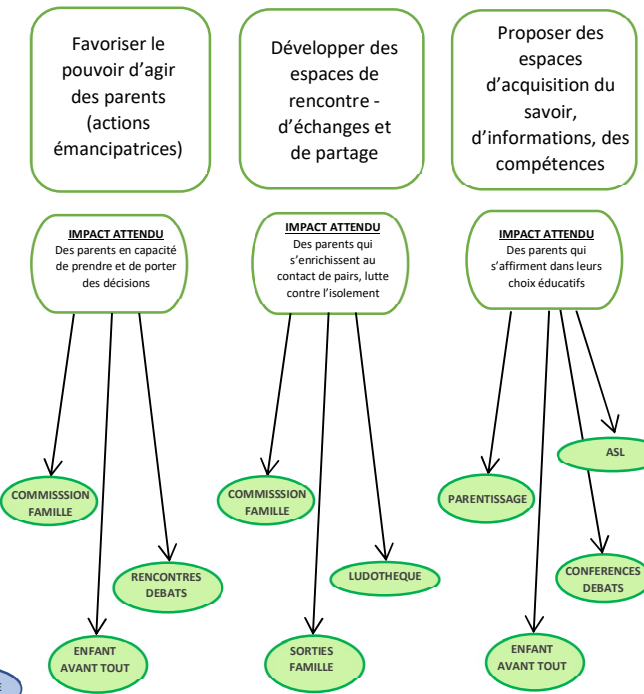 Favoriser le
pouvoir d'agir
des parents
(actions
émancipatrices)
Développer des
espaces de
rencontre -
d'échanges et
de partage
Proposer des
espaces
d'acquisition du
savoir,
d'informations, des
compétences
IMPACT ATTENDU
Des parents en capacité
de prendre et de porter
des décisions
IMPACT ATTENDU
Des parents qui
s'enrichissent au
contact de pairs, lutte
contre l'isolement
IMPACT ATTENDU
Des parents qui
s'affirment dans leurs
choix éducatifs
COMMISSSION
FAMILLE
RENCONTRES
DEBATS
ENFANT
AVANT TOUT
COMMISSSION
FAMILLE
LUDOTHEQUE
SORTIES
FAMILLE
ASL
PARENTISSAGE
CONFERENCES
DEBATS
ENFANT
AVANT TOUT